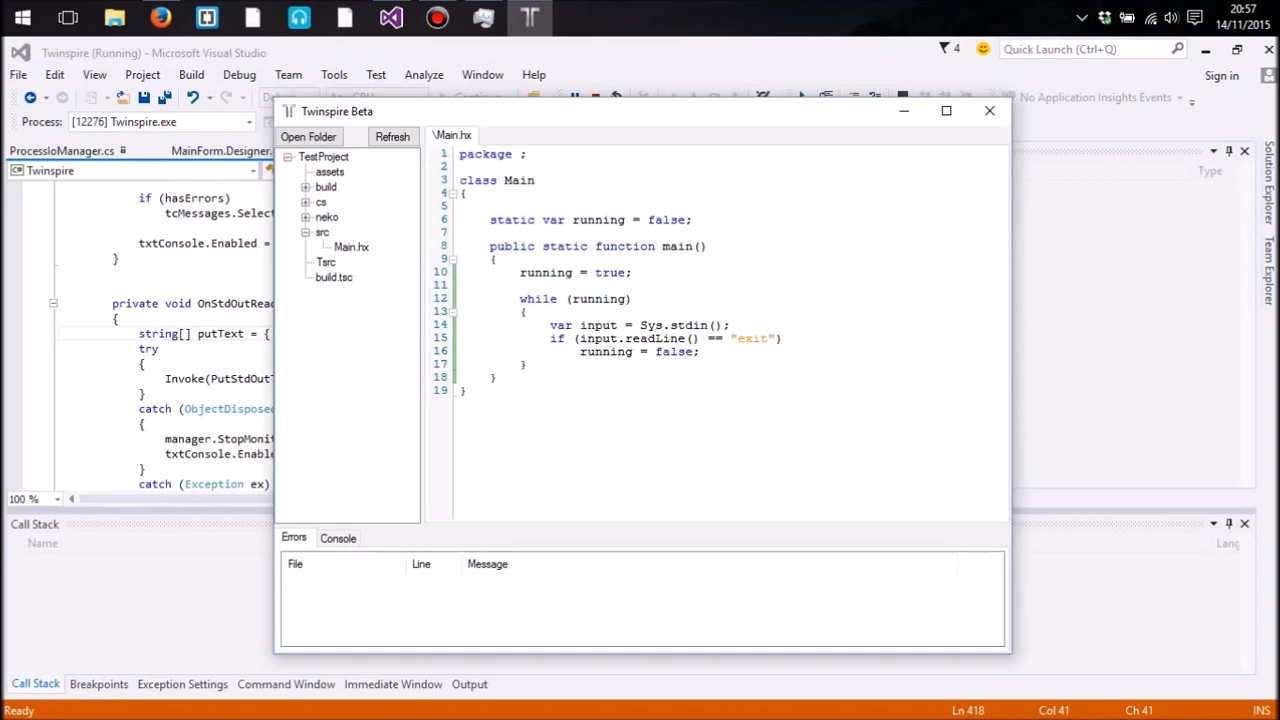 20:57
14/11/2015
Twinspire (Running) - Microsoft Visual Studio
4
Quick Launch (Ctrl+Q)
File Edit View Project Build Debug Team Tools Test Analyze Window Help
Sign in
No Application Insights Events
Process: [12276] Twinspire.exe
ProcessIoManager.cs
MainForm.Designer
Twinspire
if (hasErrors)
tcMessages.Select
txtConsole.Enabled =
}
private void OnStdOutRea
{
string[] putText = {
try
{
Invoke(PutStdOutT
}
catch (ObjectDispose
{
manager.StopMonit
txtConsole.Enabl
}
catch (Exception ex)
100 %
Twinspire Beta
Open Folder
Refresh
TestProject
assets
build
cs
neko
src
Main.hx
Tsrc
build.tsc
\Main.hx
1 package ;
2
3 class Main
4 {
5
6 static var running = false;
7
8 public static function main()
9 {
10 running = true;
11
12 while (running)
13 {
14 var input = Sys.stdin();
15 if (input.readLine() == "exit")
16 running = false;
17 }
18 }
19 }
Errors
Console
File Line Message
Type
Solution Explorer
Team Explorer
Call Stack
Name
Lang
Call Stack Breakpoints Exception Settings Command Window Immediate Window Output
Ready
Ln 418 Col 41 Ch 41 INS